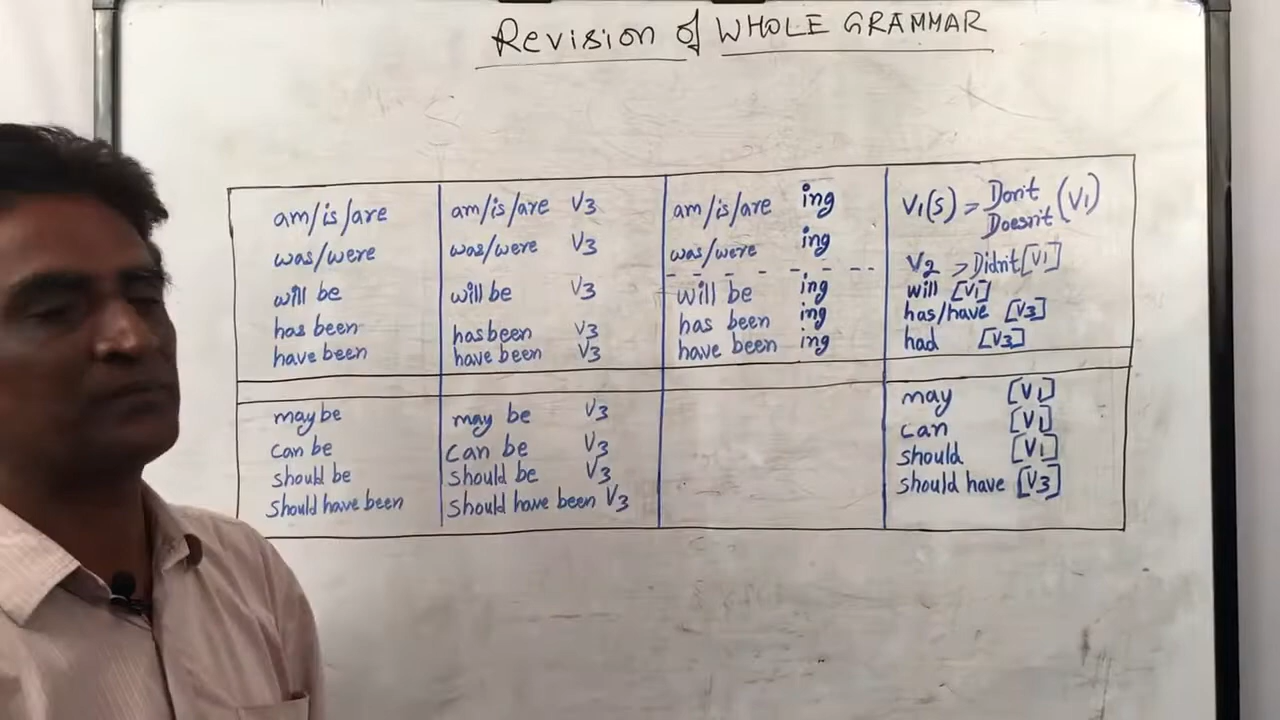 Revision of WHOLE GRAMMAR
am/is/are
was/were
will be
has been
have been
am/is/are V3
was/were V3
will be V3
has been V3
have been V3
am/is/are ing
was/were ing
will be ing
has been ing
have been ing
V1(s) = Don't (V1)
Doesn't
V2 > Didn't [V1]
will [V1]
has/have [V3]
had [V3]
may be
can be
should be
should have been
may be V3
can be V3
should be V3
should have been V3
may [V1]
can [V1]
should [V1]
should have [V3]